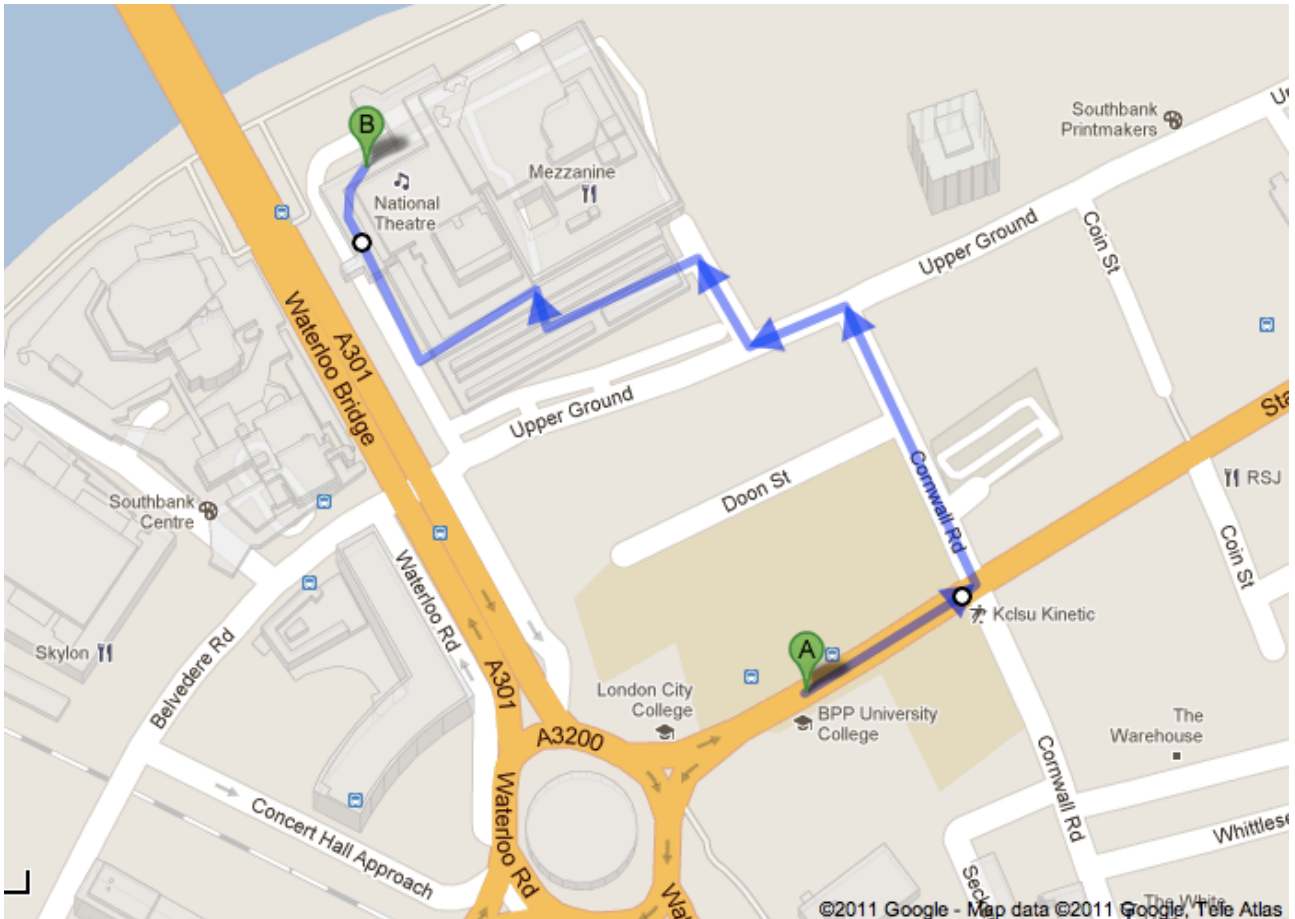 B
National
Theatre
Mezzanine
Southbank
Printmakers
Upper Ground
Coin St
A301
Waterloo Bridge
Upper Ground
Cornwall Rd
Doon St
Southbank
Centre
RSJ
Coin St
Waterloo Rd
Kclsu Kinetic
Skylon
Belvedere Rd
A301
A
London City
College
BPP University
College
A3200
The
Warehouse
Cornwall Rd
Waterloo Rd
Concert Hall Approach
The White
©2011 Google - Map data ©2011 Google, Tele Atlas